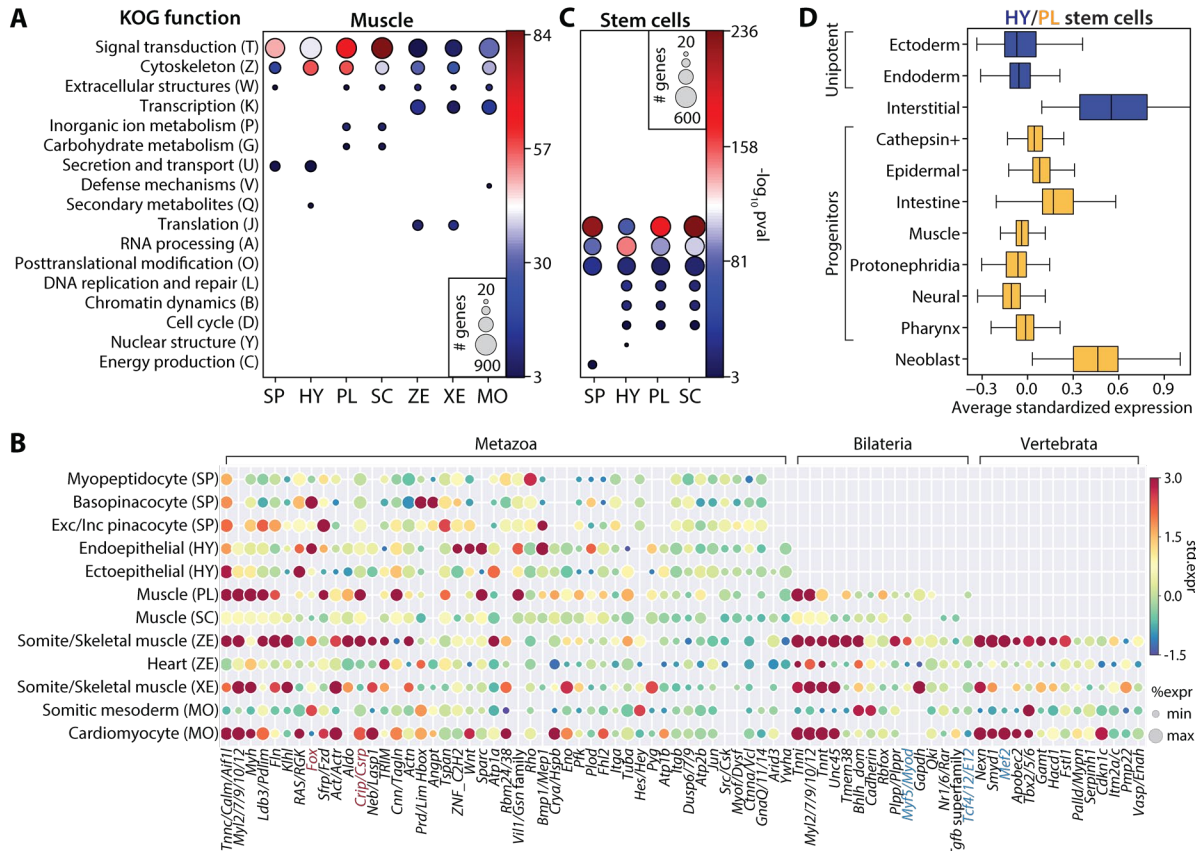 A
KOG function
Muscle
Signal transduction (T)
Cytoskeleton (Z)
Extracellular structures (W)
Transcription (K)
Inorganic ion metabolism (P)
Carbohydrate metabolism (G)
Secretion and transport (U)
Defense mechanisms (V)
Secondary metabolites (Q)
Translation (J)
RNA processing (A)
Posttranslational modification (O)
DNA replication and repair (L)
Chromatin dynamics (B)
Cell cycle (D)
Nuclear structure (Y)
Energy production (C)
SP HY PL SC ZE XE MO
# genes
20
900
84
57
30
3
C
Stem cells
20
# genes
600
SP HY PL SC
236
158
81
3
-log10 pval
D
HY/PL stem cells
Unipotent
Progenitors
Ectoderm
Endoderm
Interstitial
Cathepsin+
Epidermal
Intestine
Muscle
Protonephridia
Neural
Pharynx
Neoblast
−0.3 0.0 0.3 0.6 0.9
Average standardized expression
B
Metazoa
Bilateria
Vertebrata
Myopeptidocyte (SP)
Basopinacocyte (SP)
Exc/Inc pinacocyte (SP)
Endoepithelial (HY)
Ectoepithelial (HY)
Muscle (PL)
Muscle (SC)
Somite/Skeletal muscle (ZE)
Heart (ZE)
Somite/Skeletal muscle (XE)
Somitic mesoderm (MO)
Cardiomyocyte (MO)
3.0
1.5
0.0
-1.5
std.expr
%expr
min
max
Tnnc/Calm/Aif1
Myl2/7/9/10/12
Myh
Ldb3/Pdlim
Fln
Klhl
RAS/RGK
Fox
Sfrp/Fzd
Act/Actr
Aldo
Crip/Csrp
Neb/Lasp1
TRIM
Cnn/Tagln
Actn
Prd/Lim Hbox
Anapn
Tspan
ZNF_C2H2
Wnt
Sparc
Atp1a
Rbm24/38
Vil1/Gsn family
Rho
Bmp1/Mep1
Crya/Hspb
Eno
Pfk
Plod
Fhl2
Tuba
Hes/Hey
Pyg
Atp1b
Itgb
Dusp6/7/9
Atp2b
Jun
Myof/Dysf
Src/Csk
Ctnna/Vcl
GnaQ/11/14
Arid3
Ywha
Tmj
Myl2/7/9/10/12
Tnnt
Unc45
Tmem38
Bhlh_dom
Cadherin
Rbfox
Plpp/Plppr
Myf5/Myod
Gapdh
Olki
Nr1/6/Rar
Tgfb superfamily
Tcf4/12/E12
Nexn
Smyd1
Mef2
Apobec2
Tbx2/5/6
Gamt
Hacd1
Fstl
Palld/Mypn
Serpinh1
Cdkn1c
Itm2a/c
Pmp22
Vasp/Enah